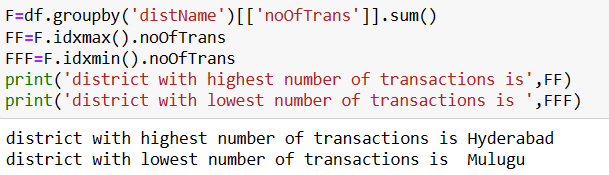 F=df.groupby('distName')[['noOfTrans']].sum()
FF=F.idxmax().noOfTrans
FFF=F.idxmin().noOfTrans
print('district with highest number of transactions is',FF)
print('district with lowest number of transactions is ',FFF)
district with highest number of transactions is Hyderabad
district with lowest number of transactions is  Mulugu